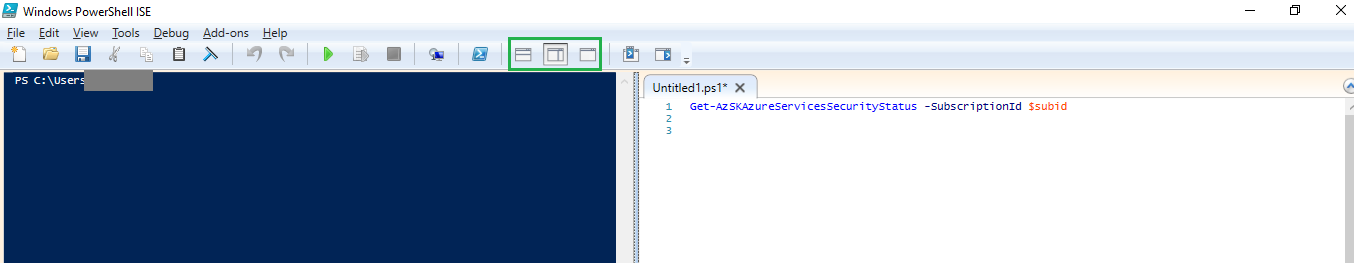 Windows PowerShell ISE
File Edit View Tools Debug Add-ons Help
PS C:\Users
Untitled1.ps1*
1 Get-AzSKAzureServicesSecurityStatus -SubscriptionId $subid
2
3